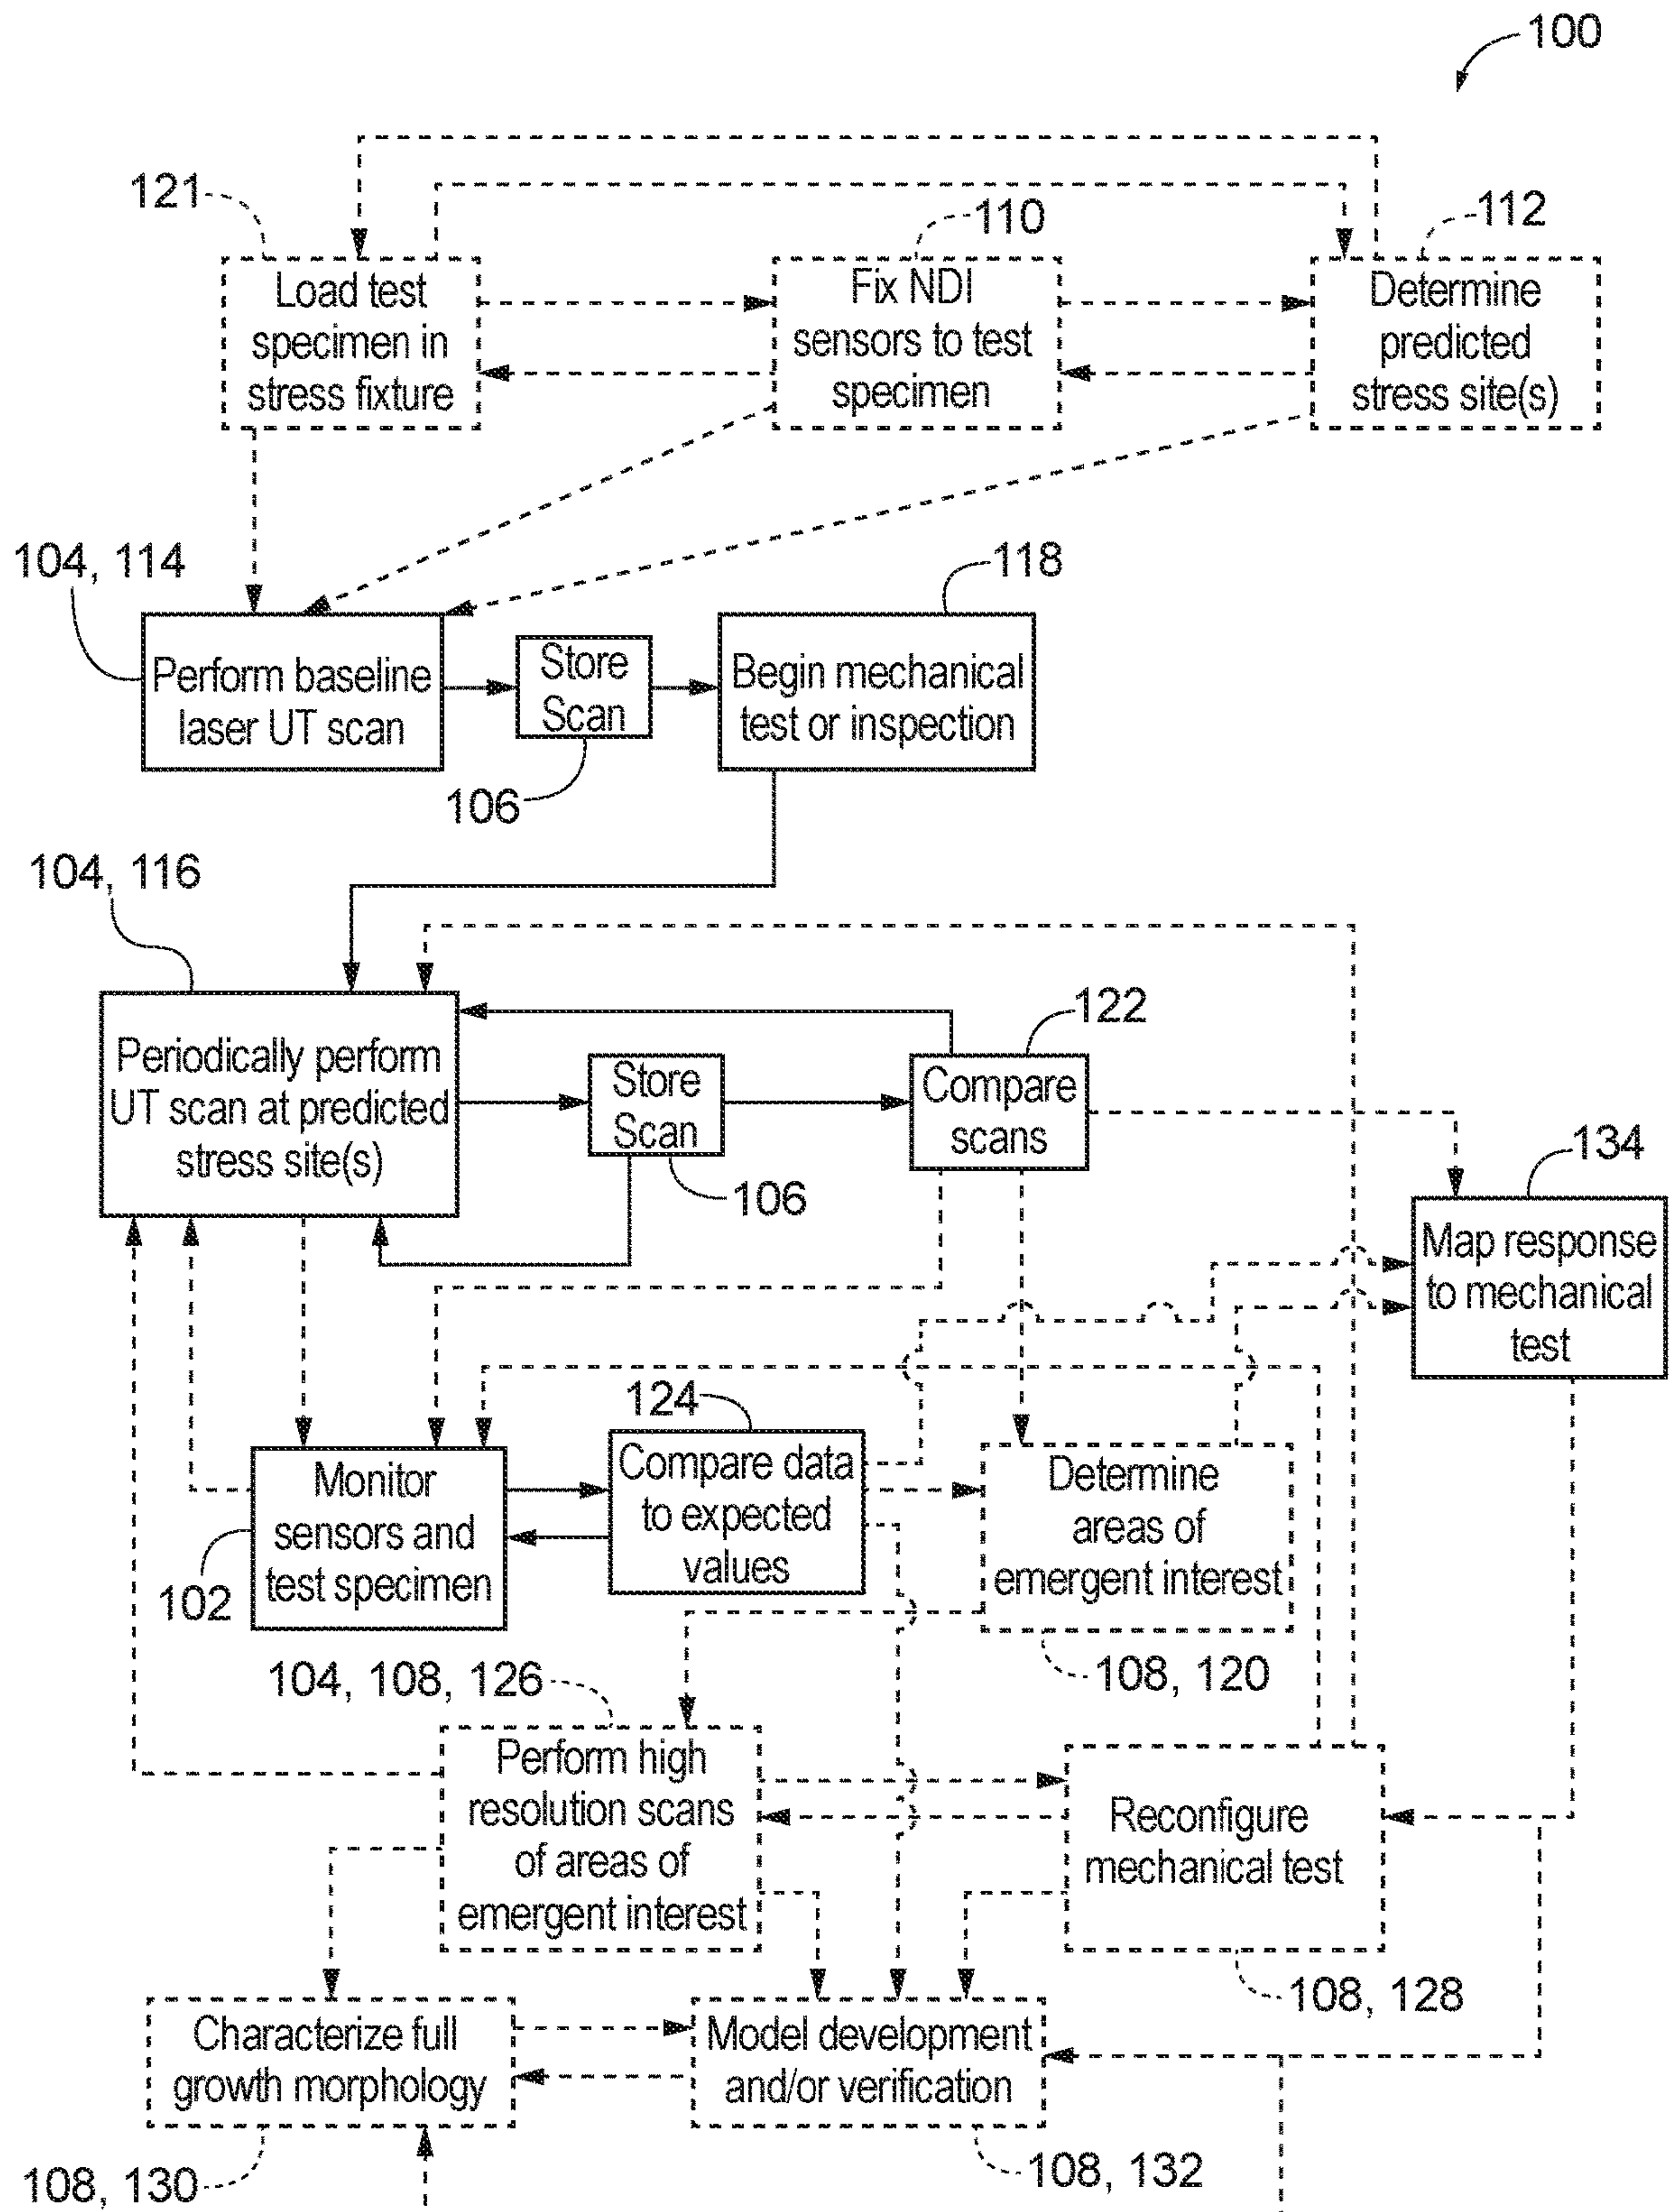 100
121
110
112
Load test
specimen in
stress fixture
Fix NDI
sensors to test
specimen
Determine
predicted
stress site(s)
104, 114
118
Perform baseline
laser UT scan
Store
Scan
Begin mechanical
test or inspection
106
104, 116
122
Periodically perform
UT scan at predicted
stress site(s)
Store
Scan
Compare
scans
106
134
Map response
to mechanical
test
124
Monitor
sensors and
test specimen
Compare data
to expected
values
Determine
areas of
emergent interest
102
104, 108, 126
108, 120
Perform high
resolution scans
of areas of
emergent interest
Reconfigure
mechanical test
108, 128
Characterize full
growth morphology
Model development
and/or verification
108, 130
108, 132